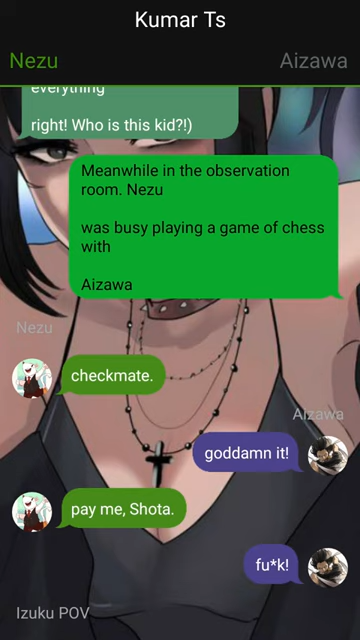 Kumar Ts
Nezu
Aizawa
everything
right! Who is this kid?!)
Meanwhile in the observation
room. Nezu
was busy playing a game of chess
with
Aizawa
Nezu
checkmate.
Aizawa
goddamn it!
pay me, Shota.
fu*k!
Izuku POV